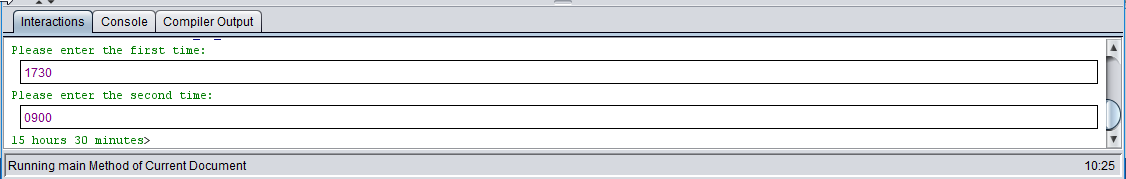 Interactions Console Compiler Output
Please enter the first time:
1730
Please enter the second time:
0900
15 hours 30 minutes>
Running main Method of Current Document 10:25